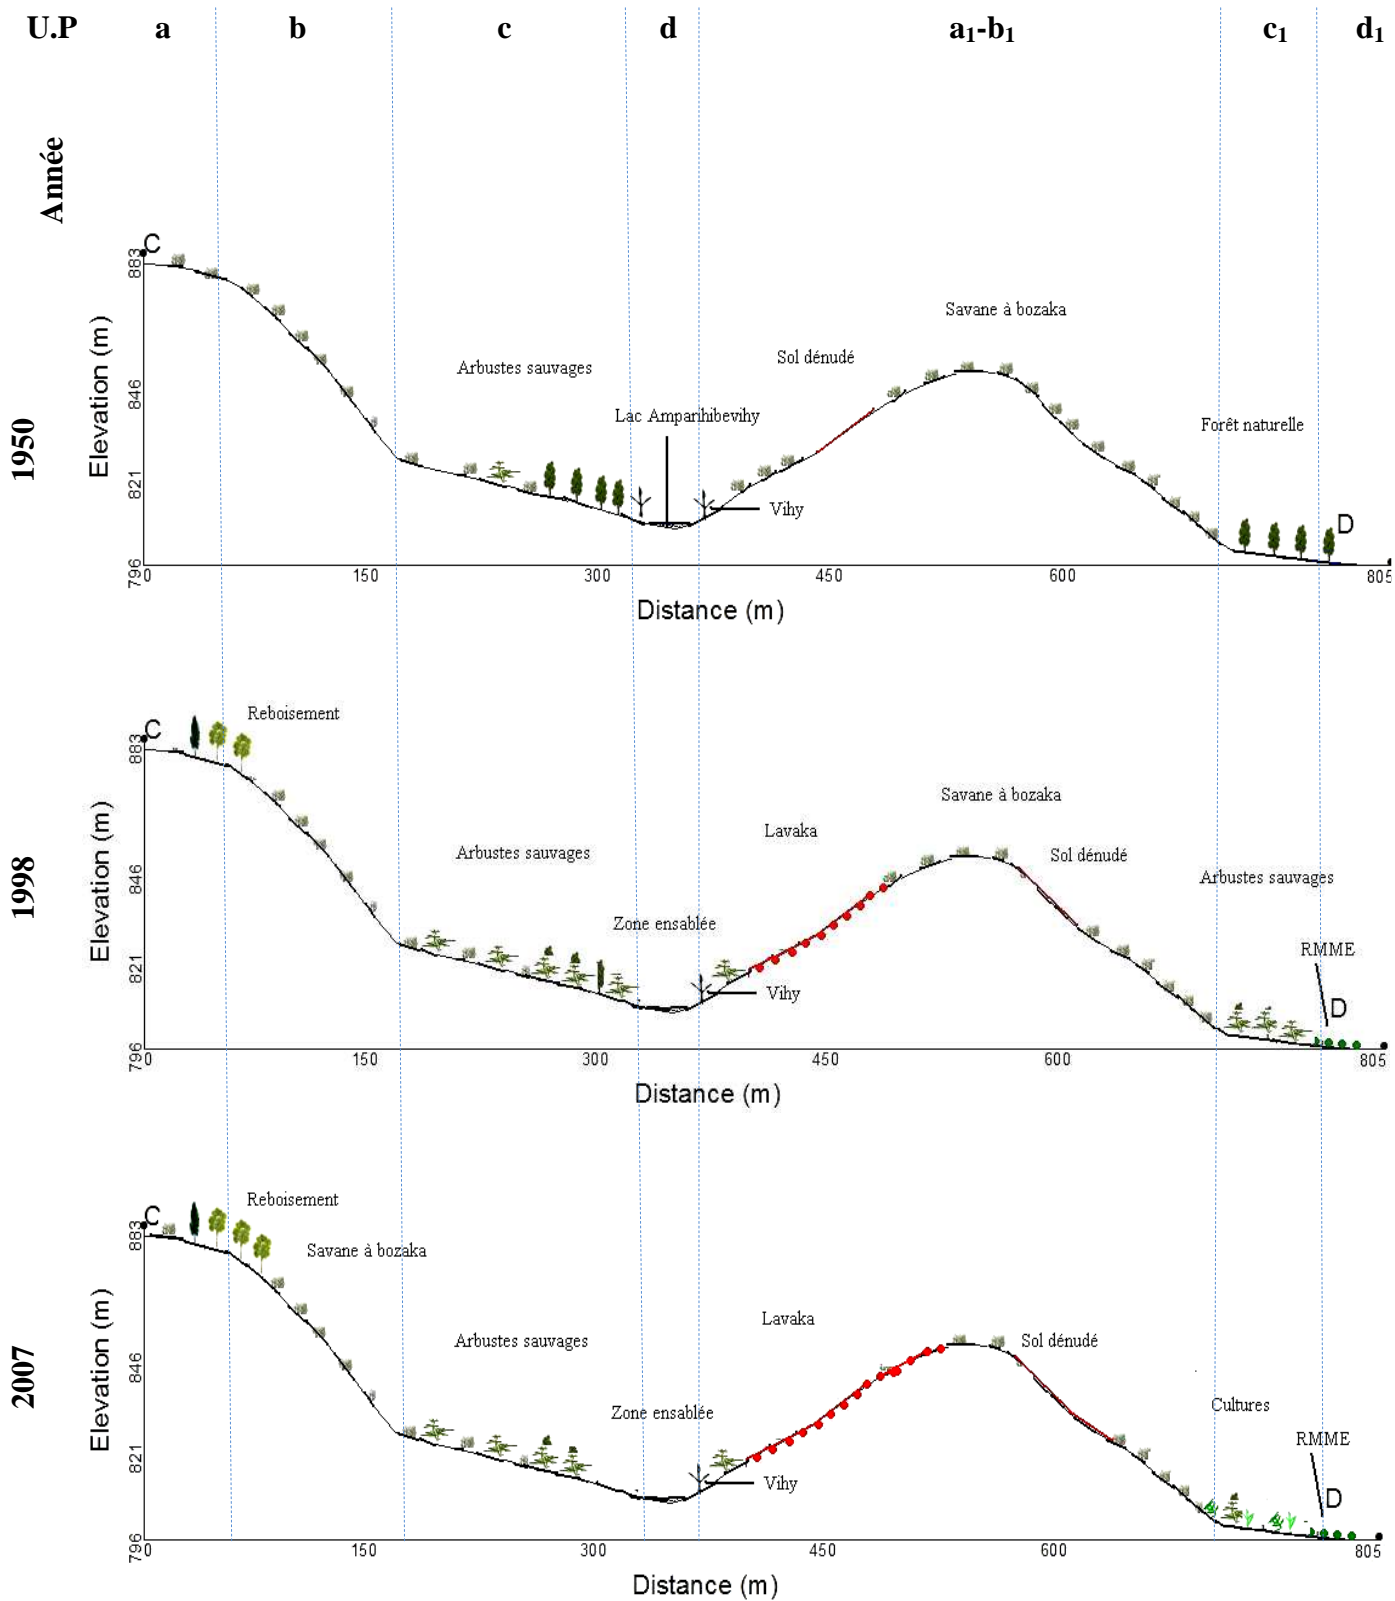 U.P a b c d a₁-b₁ c₁ d₁
Année
1950
C
Elevation (m)
883
846
821
796
Arbustes sauvages
Lac Amparihibevihy
Vihy
Sol dénudé
Savane à bozaka
Forêt naturelle
D
790 150 300 450 600 805
Distance (m)
1998
C
Reboisement
Elevation (m)
883
846
821
796
Arbustes sauvages
Zone ensablée
Vihy
Lavaka
Savane à bozaka
Sol dénudé
Arbustes sauvages
RMME
D
790 150 300 450 600 805
Distance (m)
2007
C
Reboisement
Savane à bozaka
Elevation (m)
883
846
821
796
Arbustes sauvages
Zone ensablée
Vihy
Lavaka
Sol dénudé
Cultures
RMME
D
790 150 300 450 600 805
Distance (m)